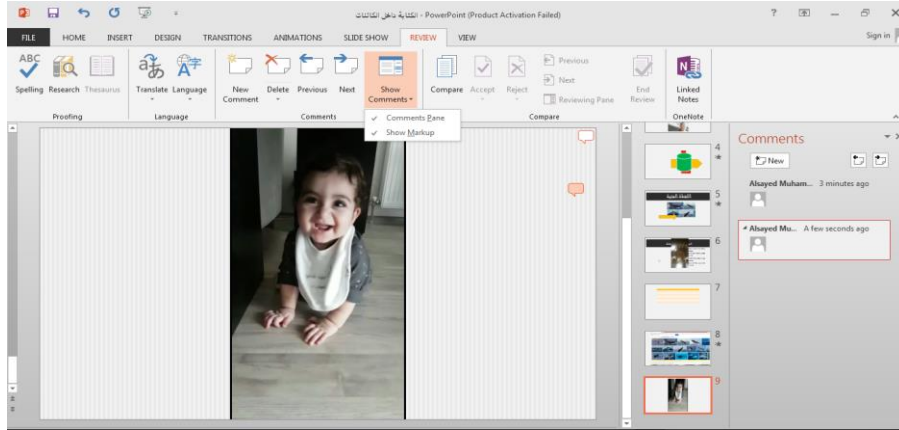 الكتابة داخل الكائنات - PowerPoint (Product Activation Failed)
FILE HOME INSERT DESIGN TRANSITIONS ANIMATIONS SLIDE SHOW REVIEW VIEW Sign in
ABC
Spelling Research Thesaurus Translate Language New Comment Delete Previous Next Show Comments Compare Accept Reject Previous
Next
Reviewing Pane
End Review Linked Notes
Proofing Language Comments Compare OneNote
Comments Pane
Show Markup
Comments
New
Alsayed Muham... 3 minutes ago
Alsayed Mu... A few seconds ago
4
5
6
7
8
9